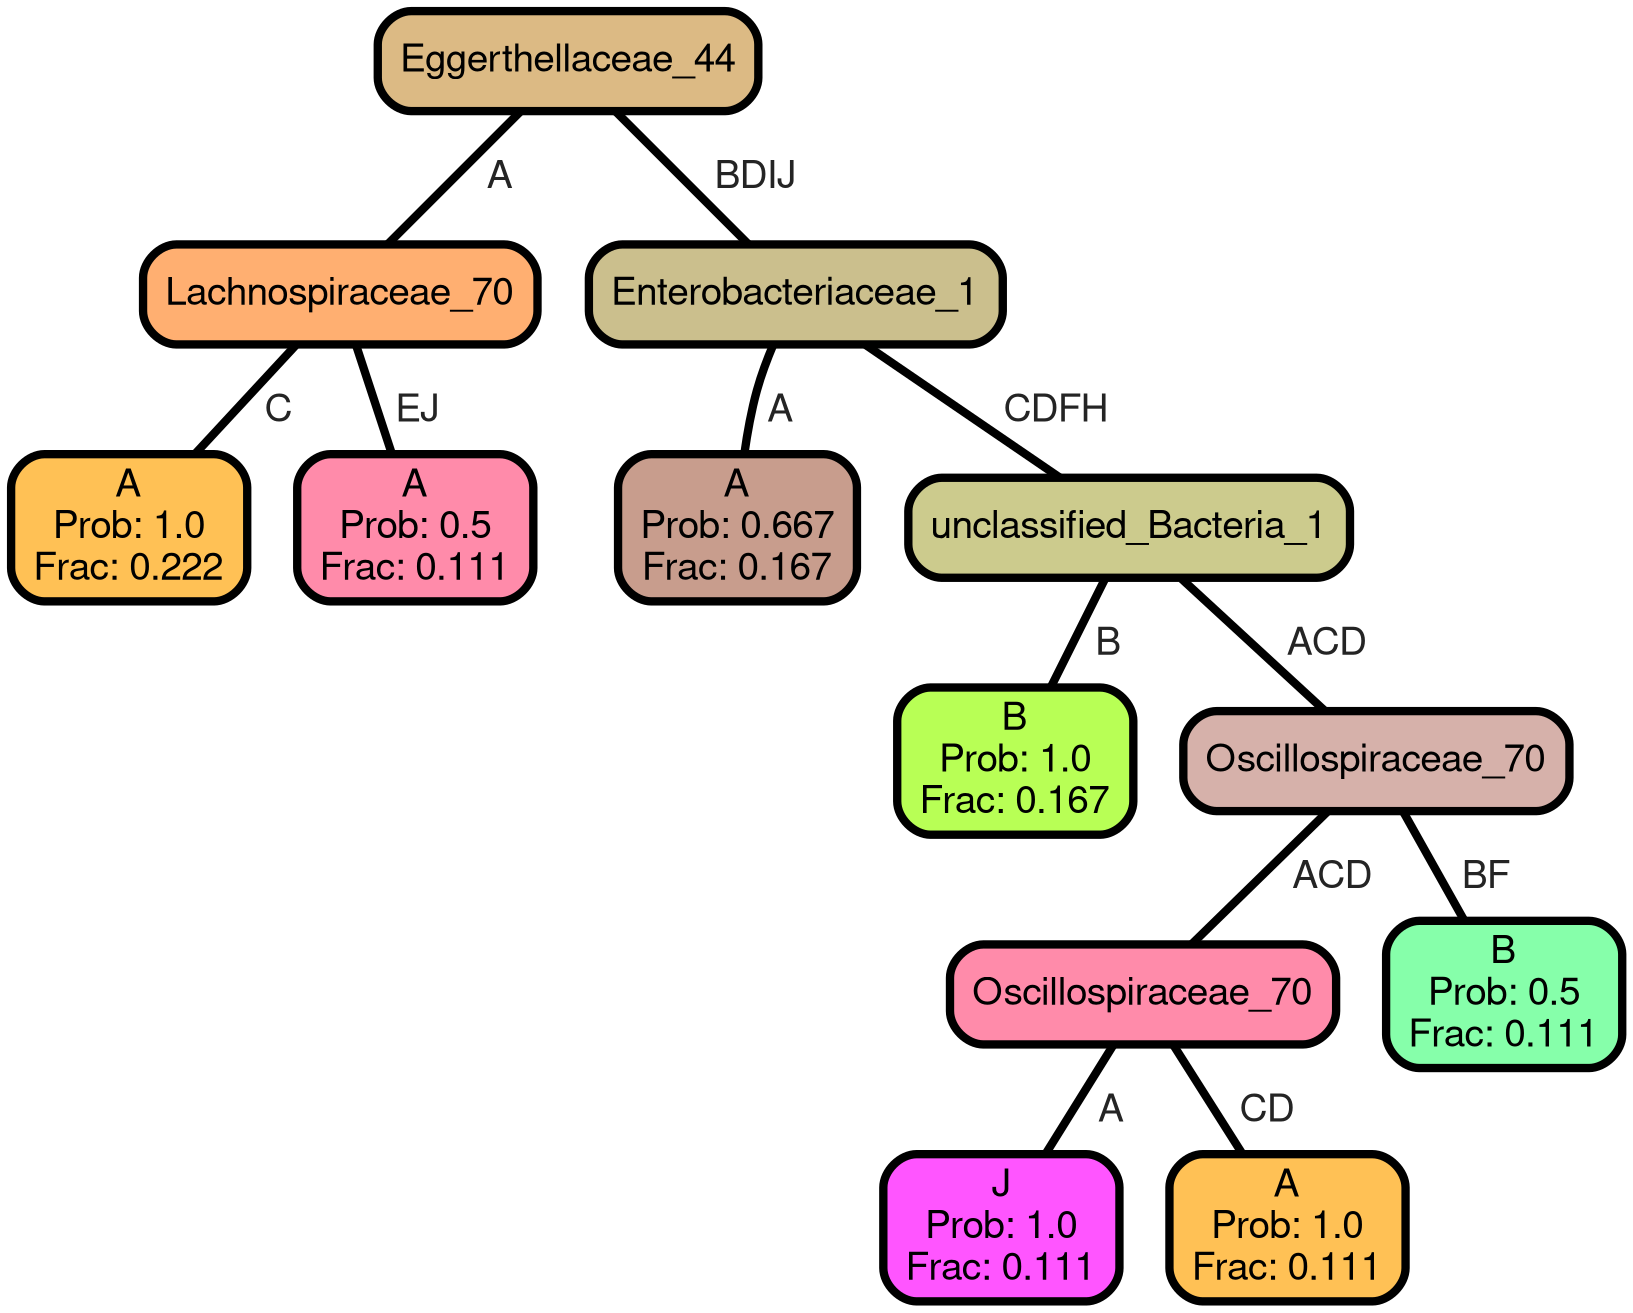 Eggerthellaceae_44
A
BDIJ
Lachnospiraceae_70
Enterobacteriaceae_1
C
EJ
A
CDFH
A
Prob: 1.0
Frac: 0.222
A
Prob: 0.5
Frac: 0.111
A
Prob: 0.667
Frac: 0.167
unclassified_Bacteria_1
B
ACD
B
Prob: 1.0
Frac: 0.167
Oscillospiraceae_70
ACD
BF
Oscillospiraceae_70
B
Prob: 0.5
Frac: 0.111
A
CD
J
Prob: 1.0
Frac: 0.111
A
Prob: 1.0
Frac: 0.111